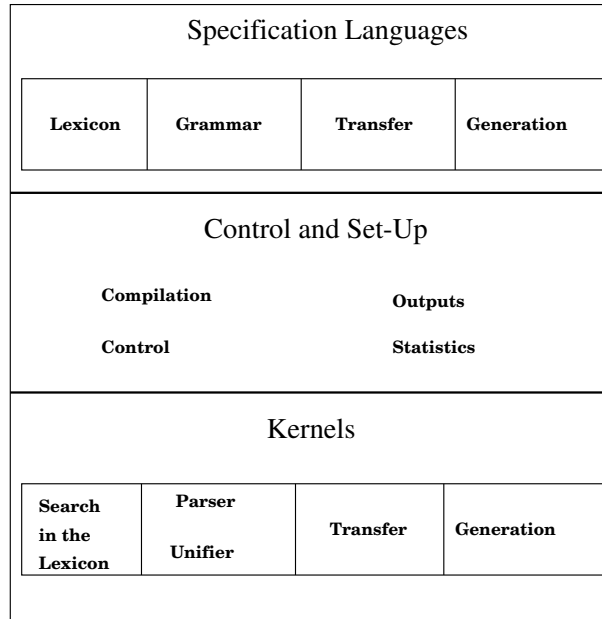 Specification Languages
Lexicon Grammar Transfer Generation
Control and Set-Up
Compilation Outputs
Control Statistics
Kernels
Search
in the
Lexicon
Parser
Unifier
Transfer
Generation